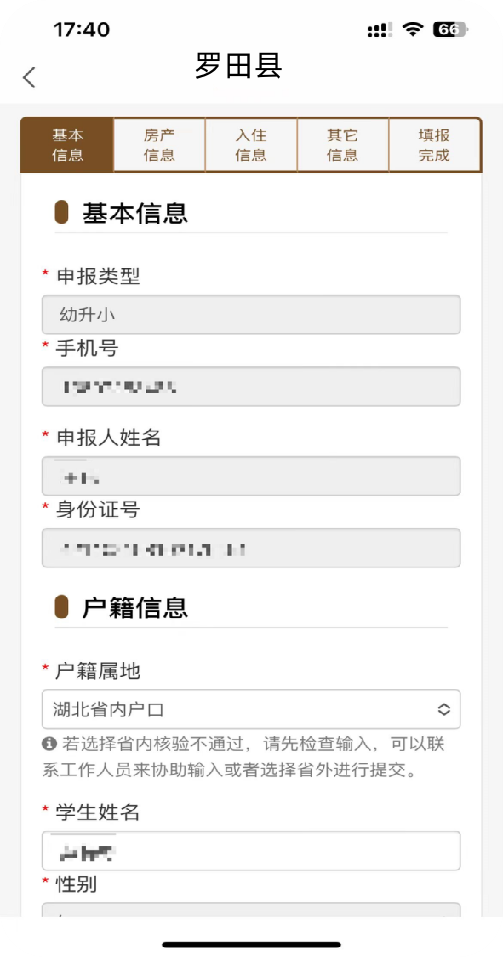 17:40
66
罗田县
基本
信息
房产
信息
入住
信息
其它
信息
填报
完成
基本信息
* 申报类型
幼升小
* 手机号
* 申报人姓名
* 身份证号
户籍信息
* 户籍属地
湖北省内户口
若选择省内核验不通过，请先检查输入，可以联
系工作人员来协助输入或者选择省外进行提交。
* 学生姓名
* 性别